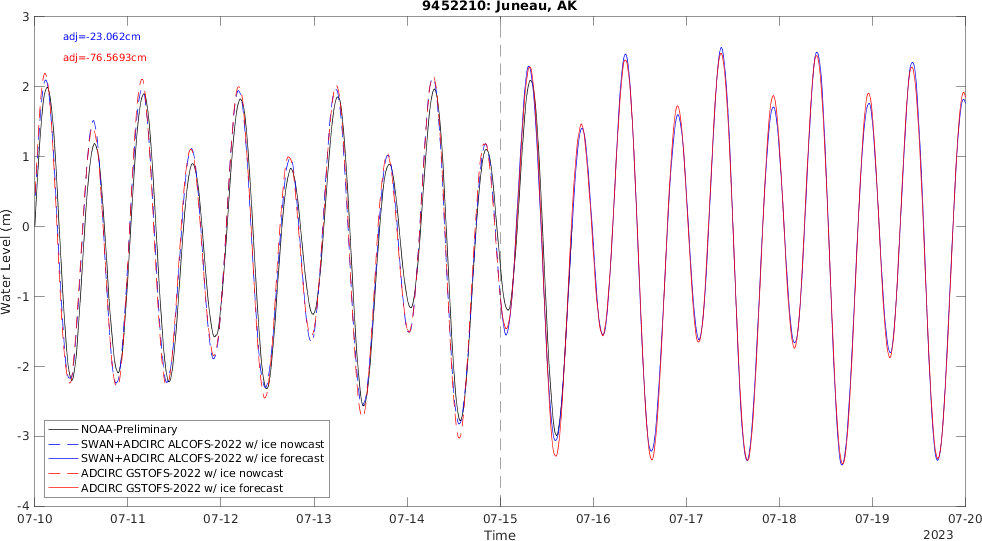 9452210: Juneau, AK
adj=-23.062cm
adj=-76.5693cm
3
2
1
0
-1
-2
-3
-4
Water Level (m)
NOAA-Preliminary
SWAN+ADCIRC ALCOFS-2022 w/ ice nowcast
SWAN+ADCIRC ALCOFS-2022 w/ ice forecast
ADCIRC GSTOFS-2022 w/ ice nowcast
ADCIRC GSTOFS-2022 w/ ice forecast
07-10 07-11 07-12 07-13 07-14 07-15 07-16 07-17 07-18 07-19 07-20
Time
2023